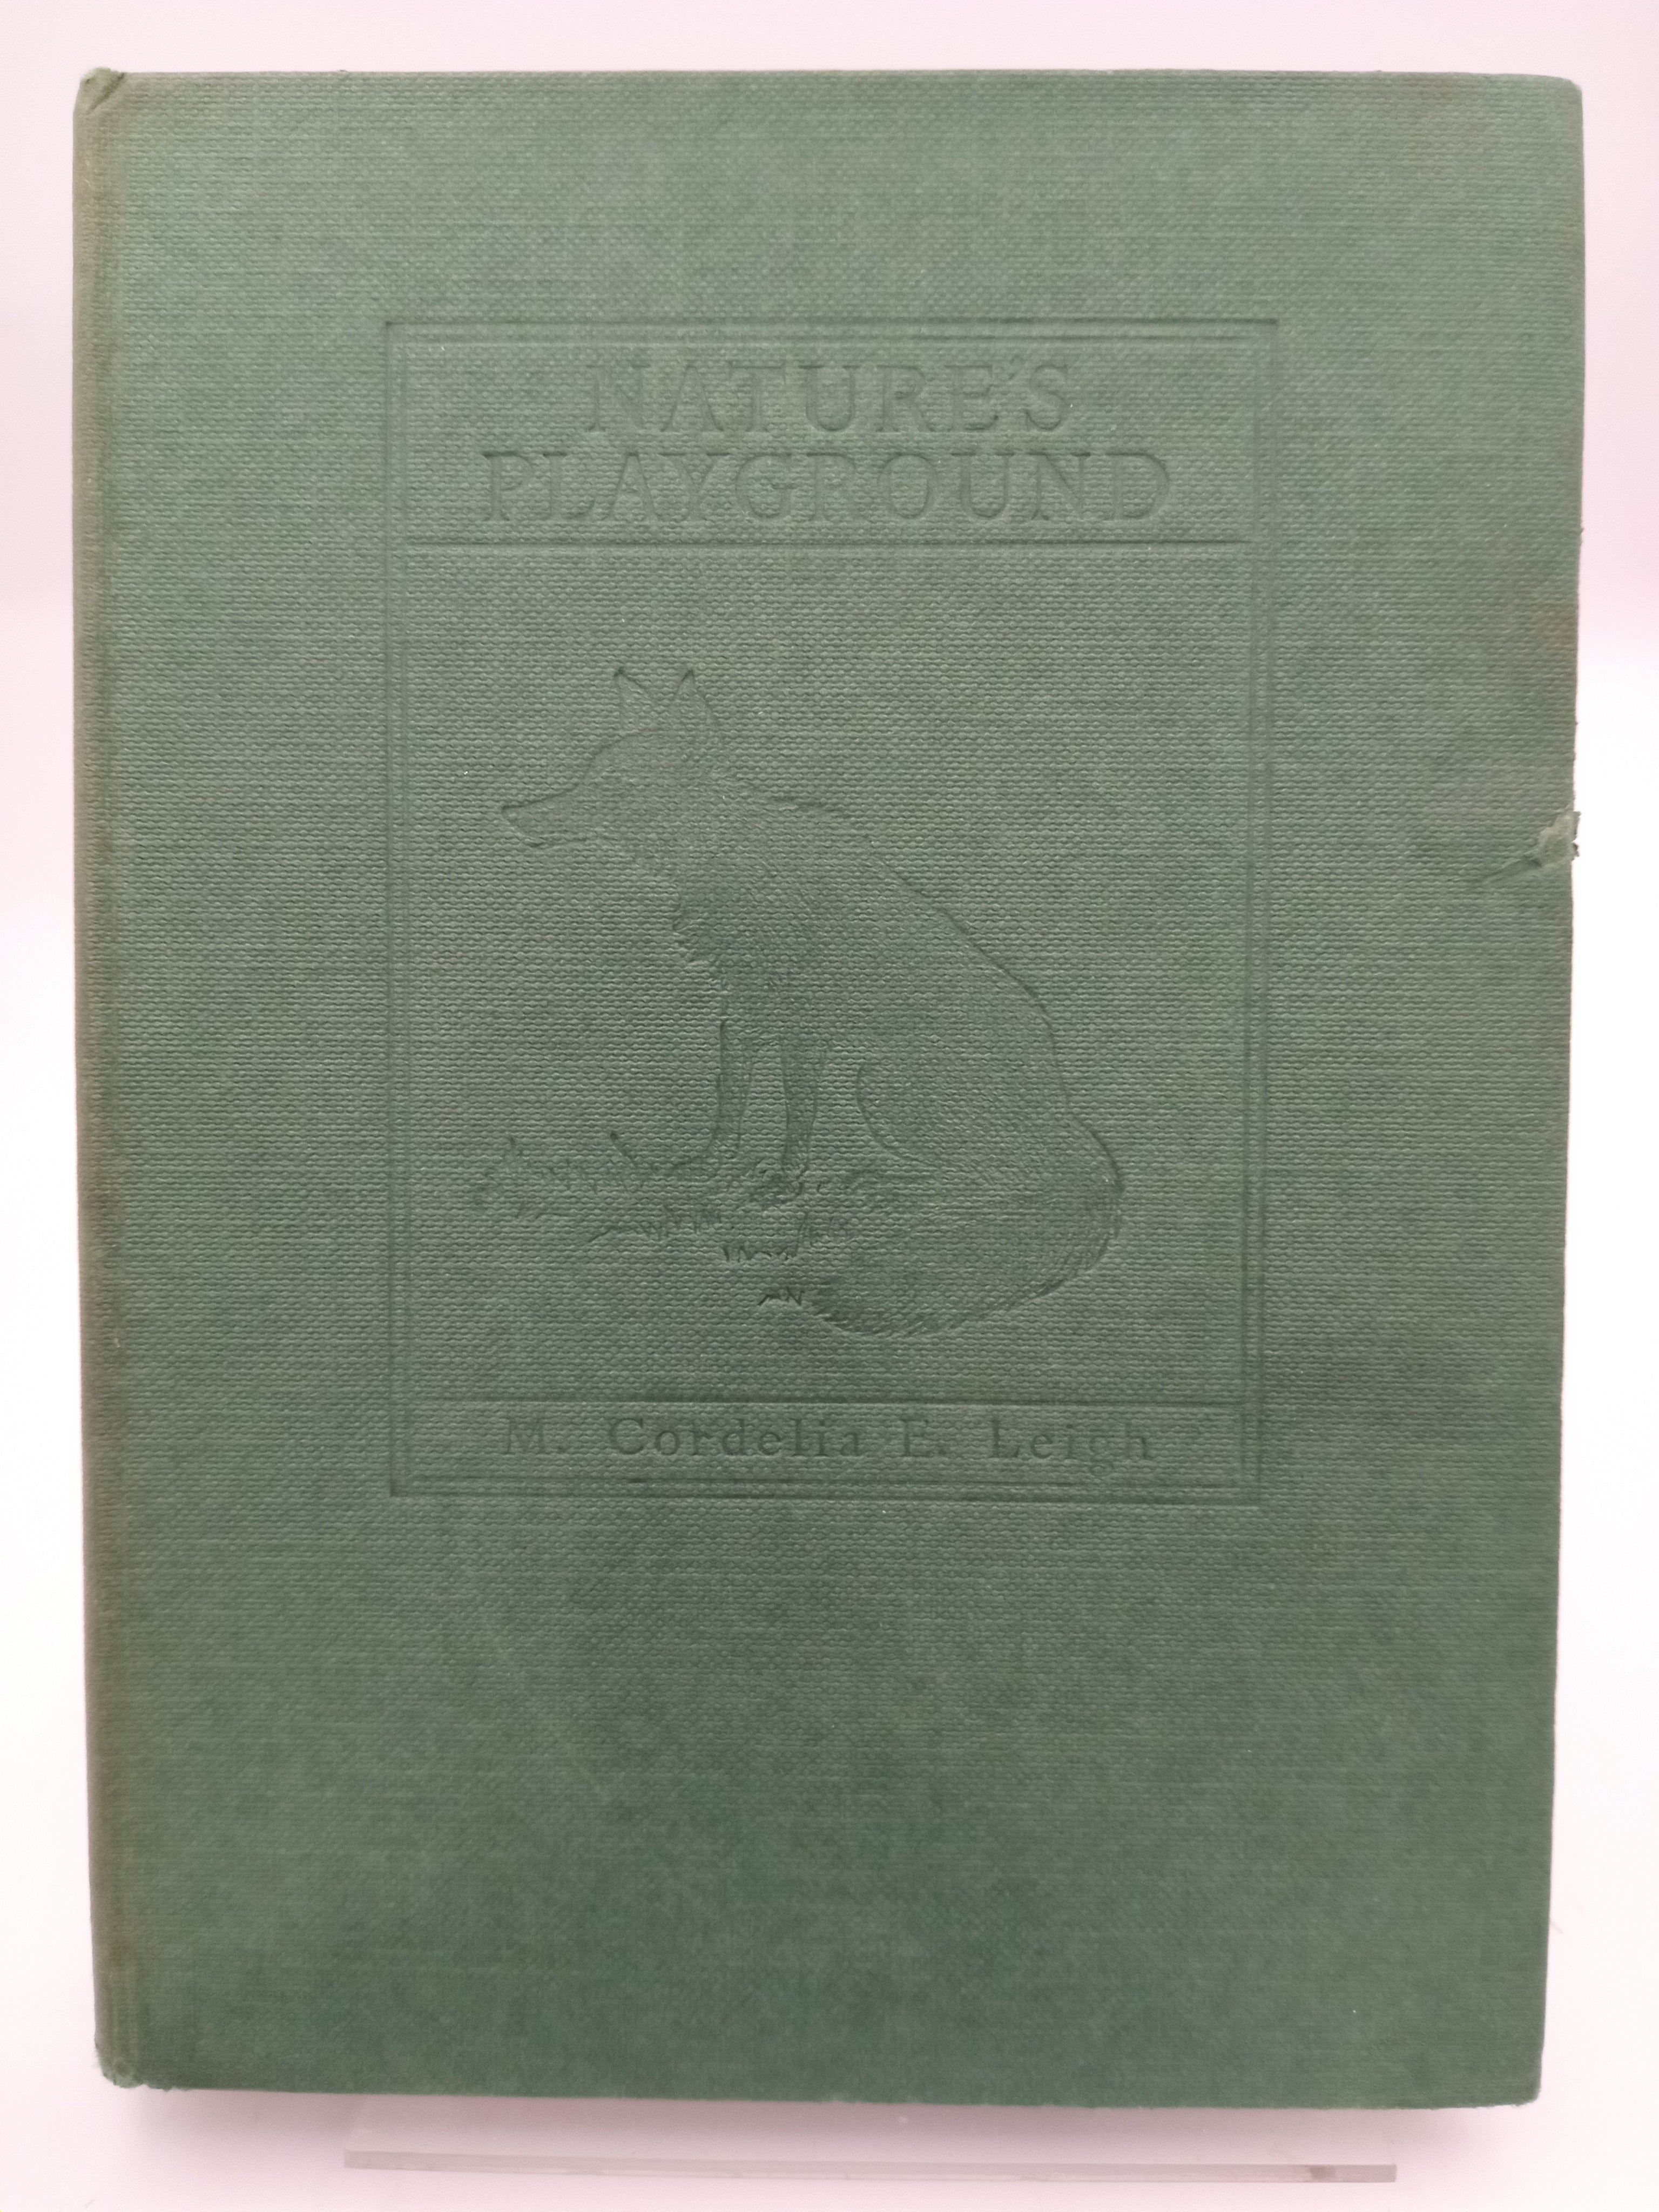 NATURE'S
PLAYGROUND
M. Cordelia E. Leigh